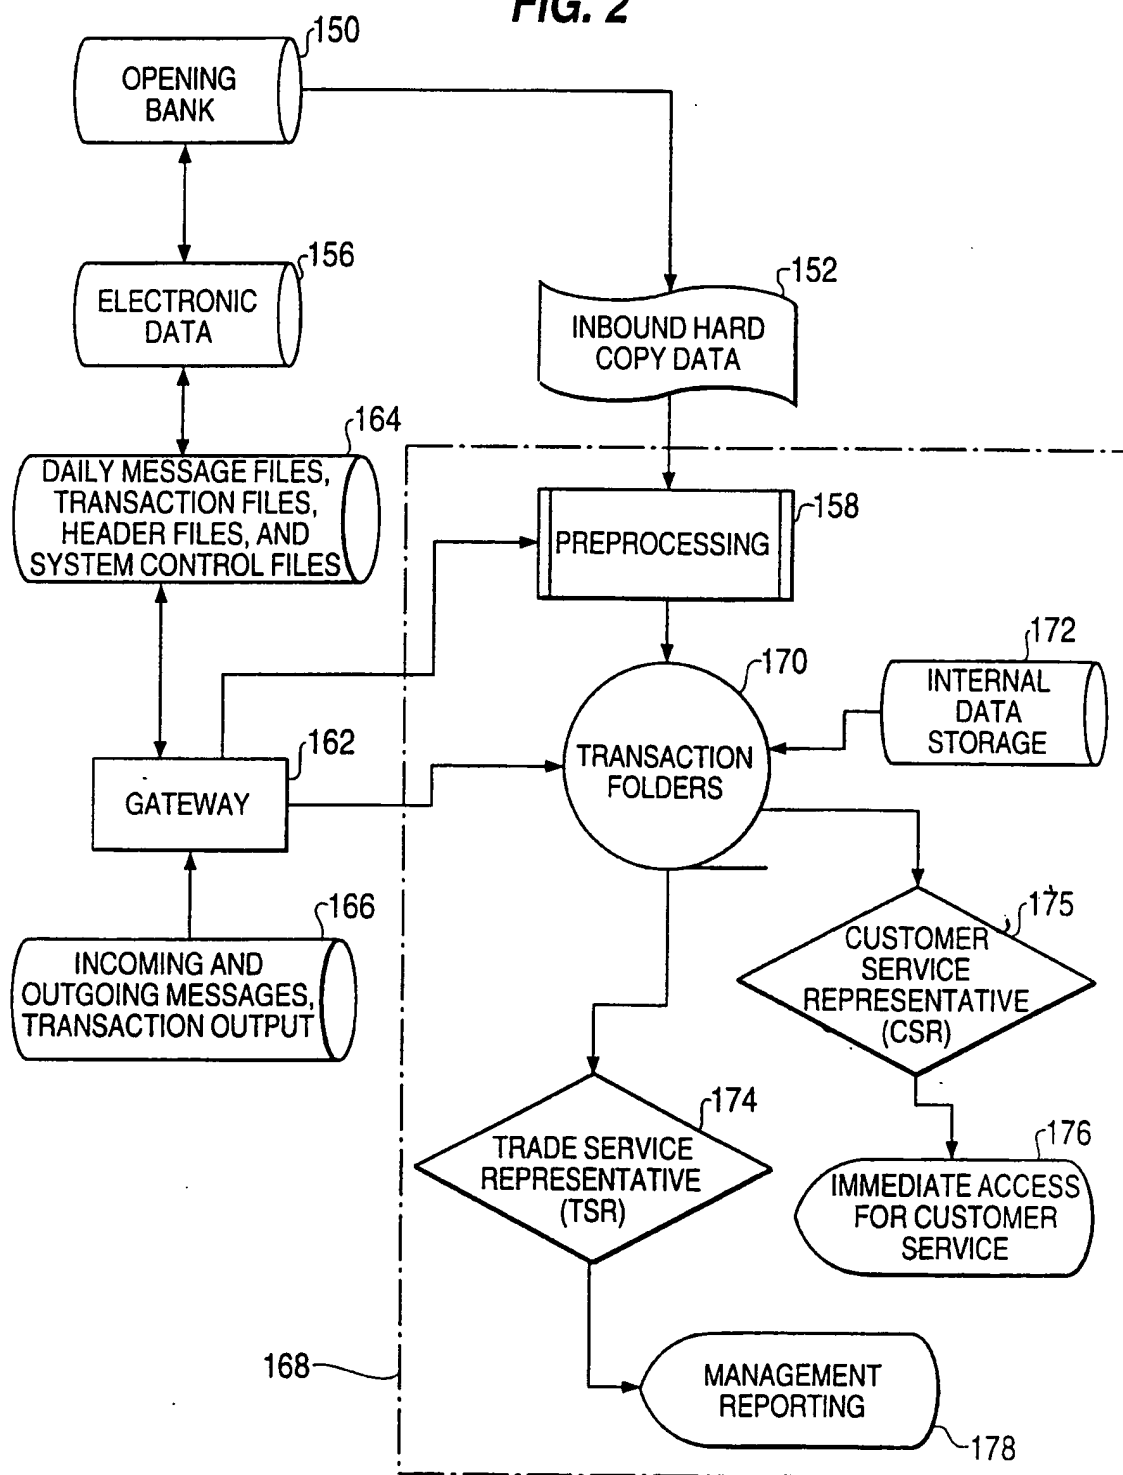 FIG. 2
150
OPENING
BANK
156
ELECTRONIC
DATA
152
INBOUND HARD
COPY DATA
164
DAILY MESSAGE FILES,
TRANSACTION FILES,
HEADER FILES, AND
SYSTEM CONTROL FILES
158
PREPROCESSING
172
INTERNAL
DATA
STORAGE
170
TRANSACTION
FOLDERS
162
GATEWAY
166
INCOMING AND
OUTGOING MESSAGES,
TRANSACTION OUTPUT
175
CUSTOMER
SERVICE
REPRESENTATIVE
(CSR)
174
TRADE SERVICE
REPRESENTATIVE
(TSR)
176
IMMEDIATE ACCESS
FOR CUSTOMER
SERVICE
168
MANAGEMENT
REPORTING
178